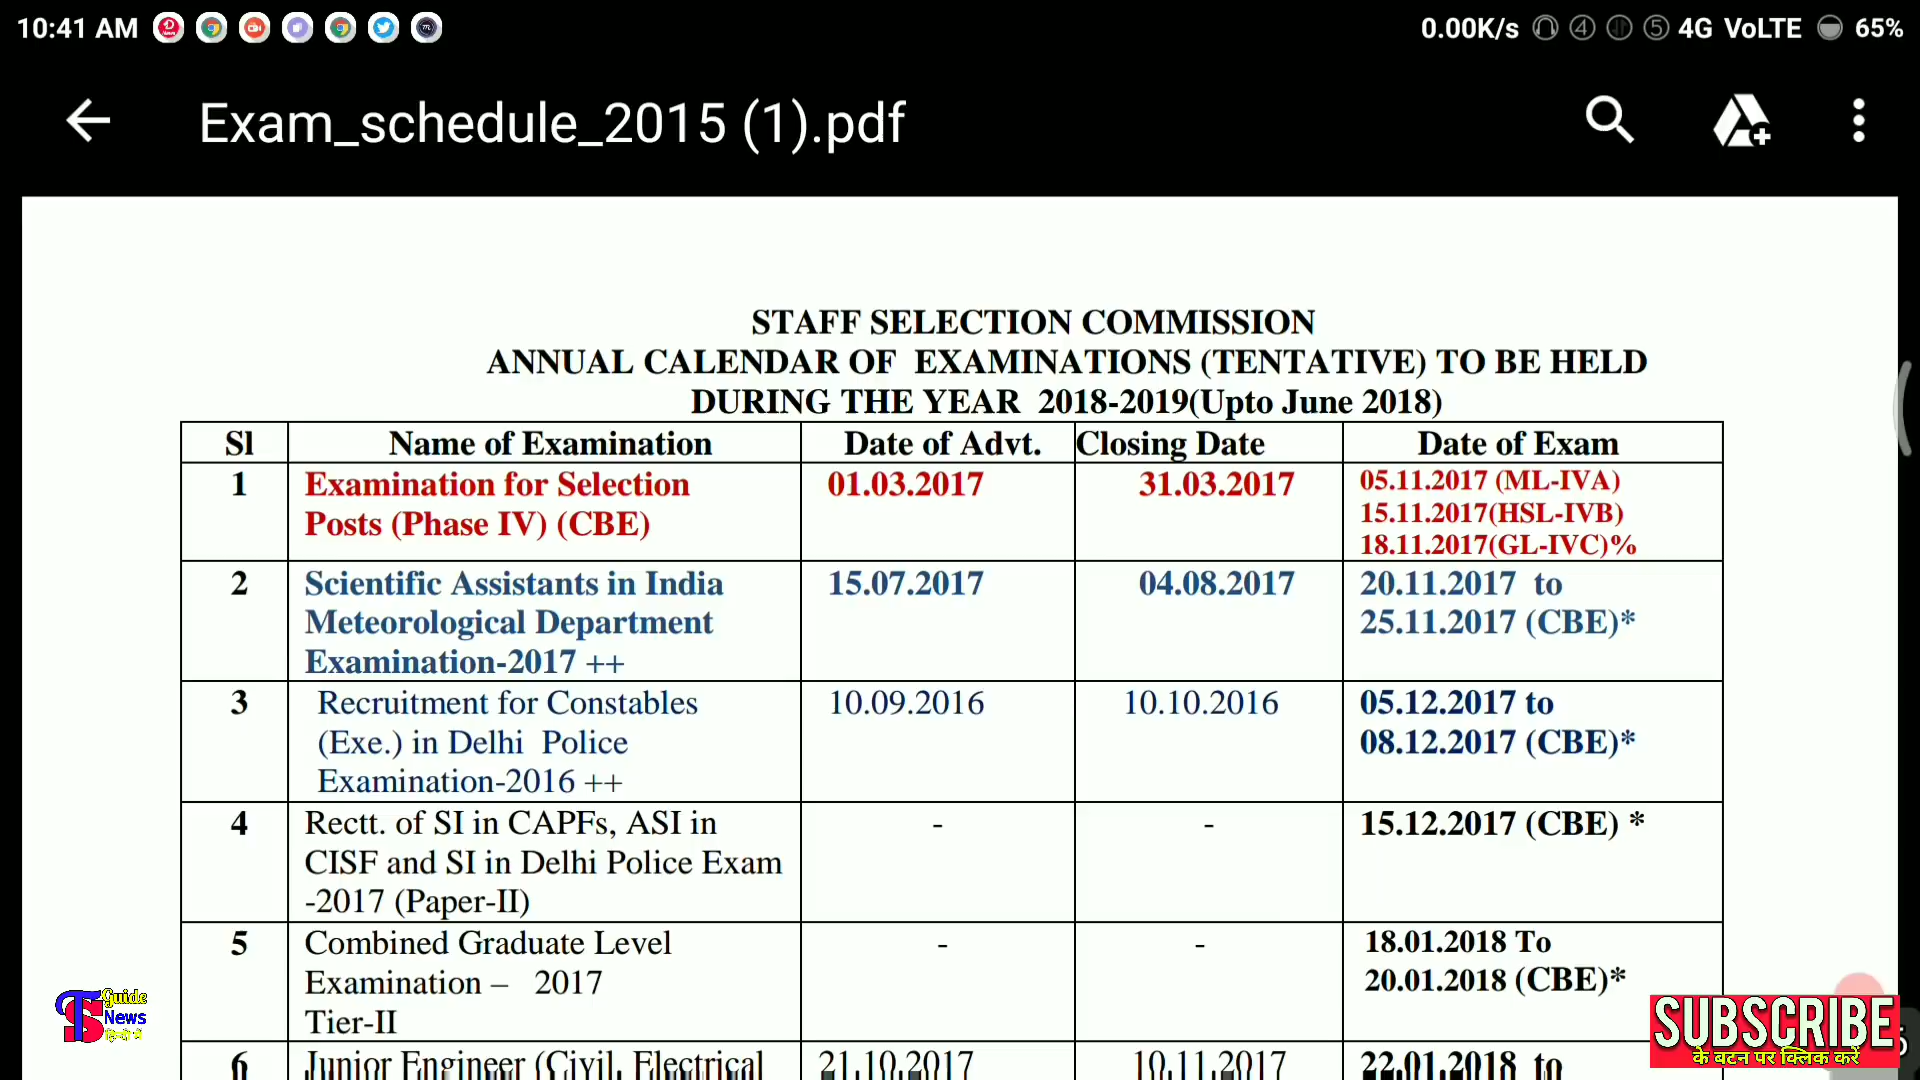 10:41 AM 0.00K/s 4 5 4G VoLTE 65%
Exam_schedule_2015 (1).pdf
STAFF SELECTION COMMISSION
ANNUAL CALENDAR OF EXAMINATIONS (TENTATIVE) TO BE HELD
DURING THE YEAR 2018-2019(Upto June 2018)
Sl Name of Examination Date of Advt. Closing Date Date of Exam
1 Examination for Selection 01.03.2017 31.03.2017 05.11.2017 (ML-IVA)
Posts (Phase IV) (CBE) 15.11.2017(HSL-IVB)
18.11.2017(GL-IVC)%
2 Scientific Assistants in India 15.07.2017 04.08.2017 20.11.2017 to
Meteorological Department 25.11.2017 (CBE)*
Examination-2017 ++
3 Recruitment for Constables 10.09.2016 10.10.2016 05.12.2017 to
(Exe.) in Delhi Police 08.12.2017 (CBE)*
Examination-2016 ++
4 Rectt. of SI in CAPFs, ASI in - - 15.12.2017 (CBE) *
CISF and SI in Delhi Police Exam
-2017 (Paper-II)
5 Combined Graduate Level - - 18.01.2018 To
Examination – 2017 20.01.2018 (CBE)*
Tier-II
6 Junior Engineer (Civil, Electrical 21.10.2017 10.11.2017 22.01.2018 to
TS Guide
News
हिन्दी में
SUBSCRIBE
के बटन पर क्लिक करें